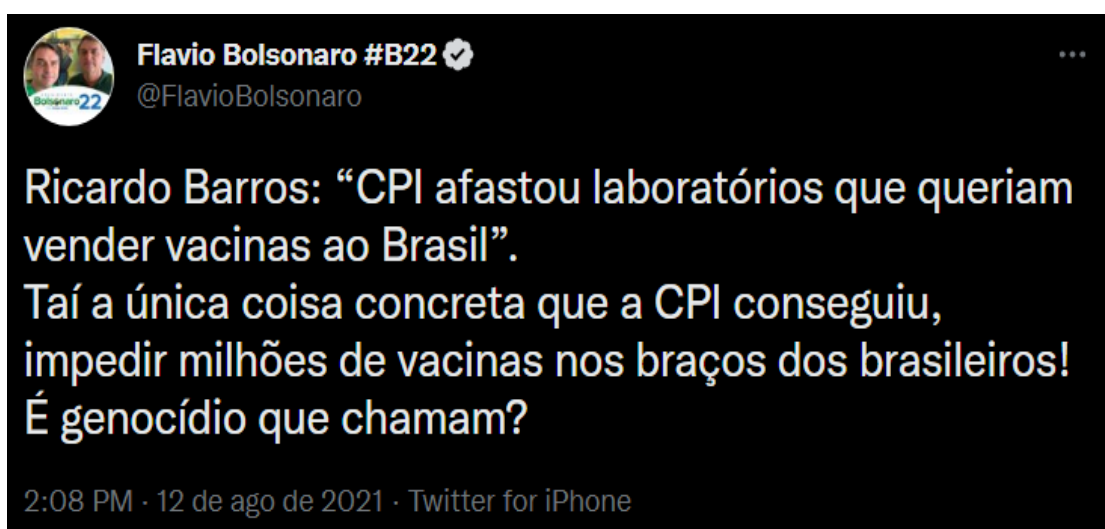 Flavio Bolsonaro #B22
@FlavioBolsonaro
Bolsonaro 22
Ricardo Barros: “CPI afastou laboratórios que queriam
vender vacinas ao Brasil”.
Taí a única coisa concreta que a CPI conseguiu,
impedir milhões de vacinas nos braços dos brasileiros!
É genocídio que chamam?
2:08 PM · 12 de ago de 2021 · Twitter for iPhone